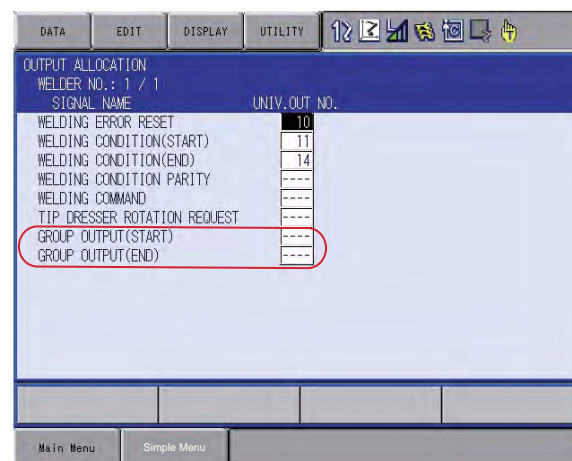 DATA EDIT DISPLAY UTILITY
OUTPUT ALLOCATION
WELDER NO.: 1 / 1
SIGNAL NAME UNIV.OUT NO.
WELDING ERROR RESET 10
WELDING CONDITION(START) 11
WELDING CONDITION(END) 14
WELDING CONDITION PARITY ----
WELDING COMMAND ----
TIP DRESSER ROTATION REQUEST ----
GROUP OUTPUT(START) ----
GROUP OUTPUT(END) ----
Main Menu Simple Menu